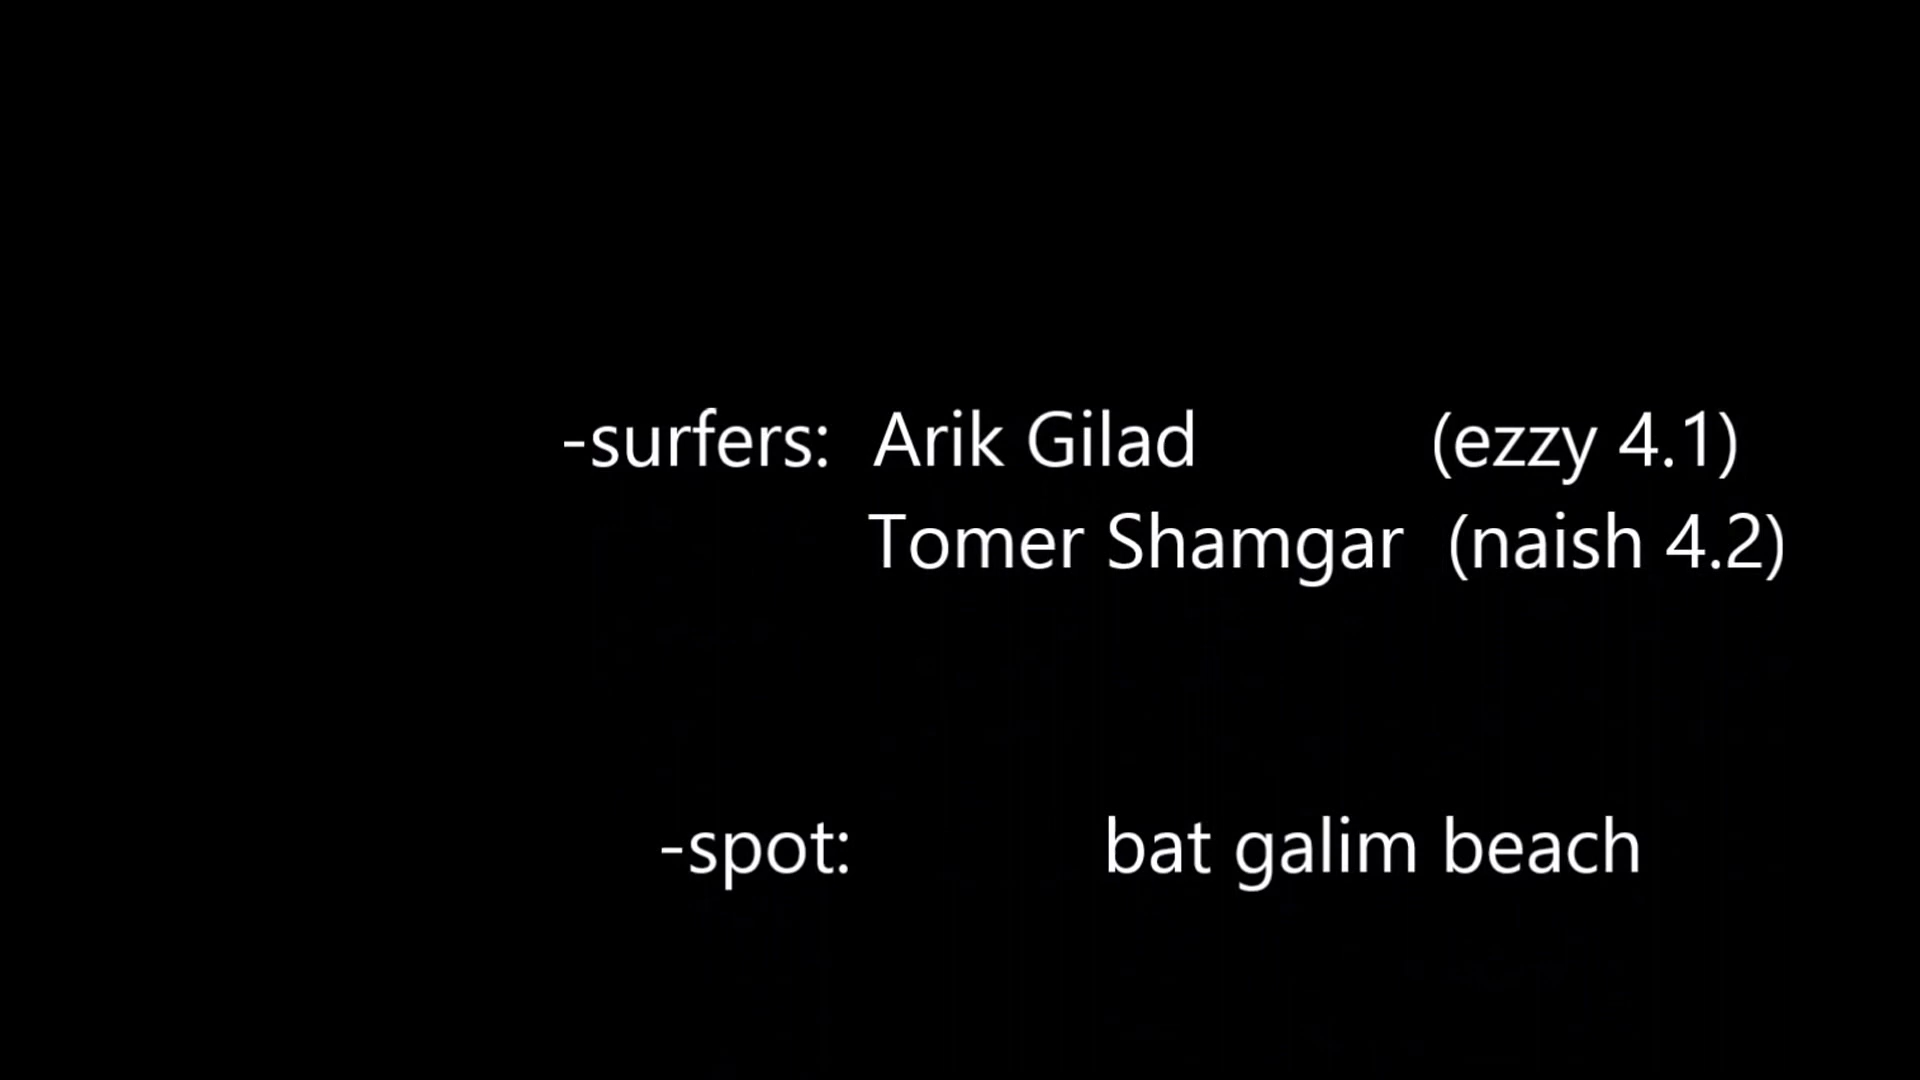 -surfers: Arik Gilad (ezzy 4.1)
Tomer Shamgar (naish 4.2)
-spot: bat galim beach